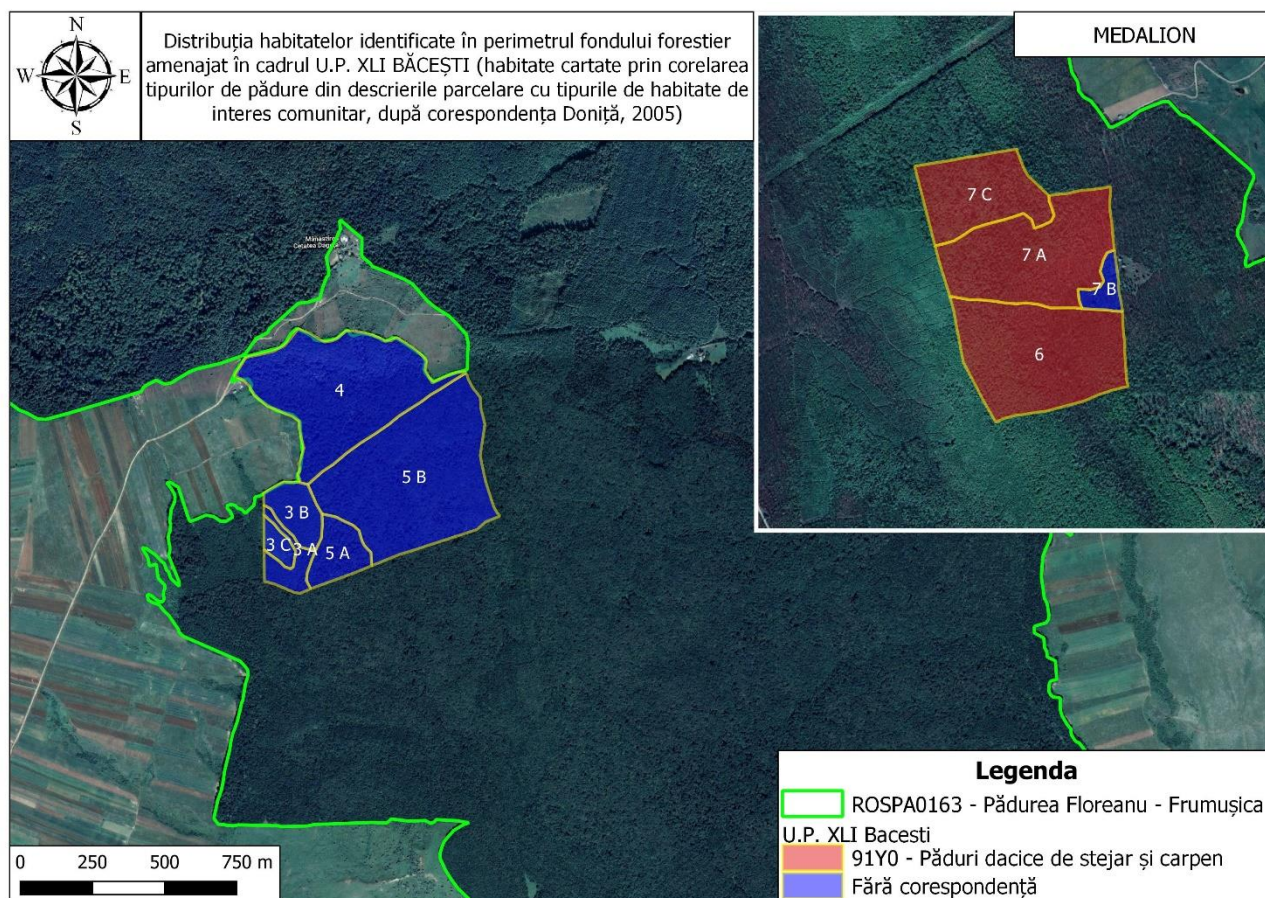 N
W E
S
Distribuția habitatelor identificate în perimetrul fondului forestier
amenajat în cadrul U.P. XLI BĂCEȘTI (habitate cartate prin corelarea
tipurilor de pădure din descrierile parcelare cu tipurile de habitate de
interes comunitar, după corespondența Doniță, 2005)
MEDALION
7 C
7 A
7 B
6
4
5 B
3 B
3 C
3 A
5 A
Legenda
ROSPA0163 - Pădurea Floreanu - Frumușica
U.P. XLI Bacesti
91Y0 - Păduri dacice de stejar și carpen
Fără corespondență
0 250 500 750 m